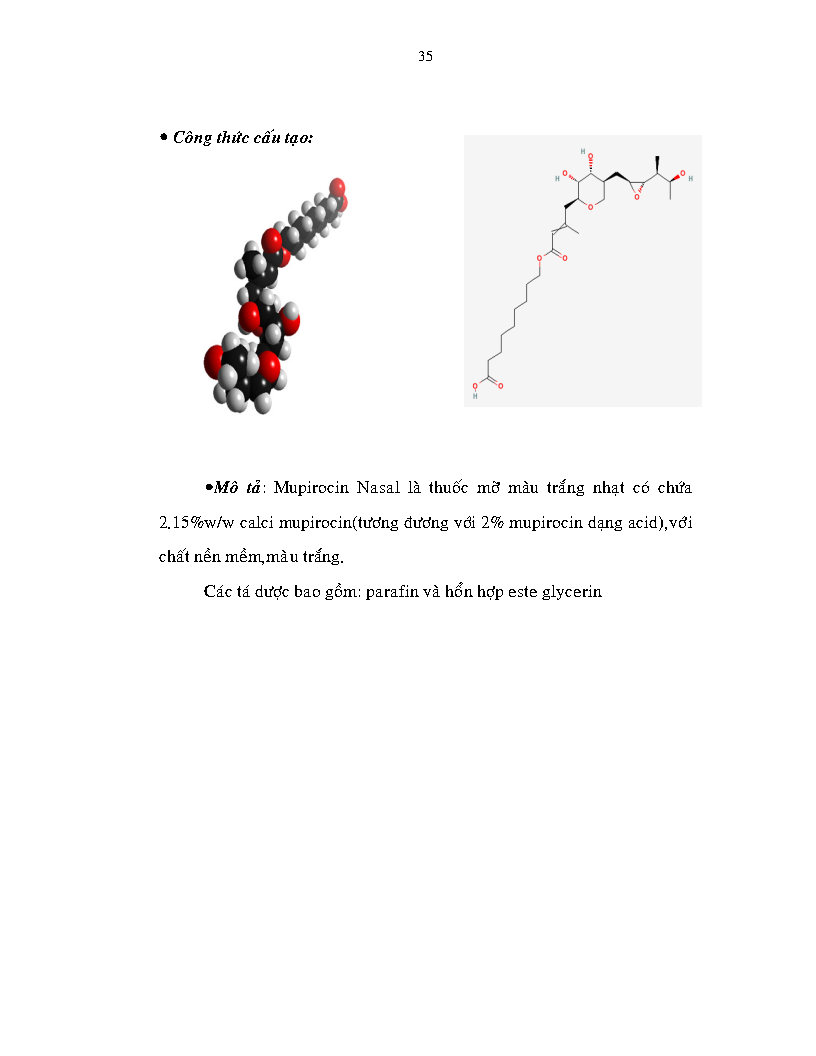 35
• Công thức cấu tạo:
H
O
H
O
O
H
O
O
O
O
O
O
H
•Mô tả: Mupirocin Nasal là thuốc mỡ màu trắng nhạt có chứa
2,15%w/w calci mupirocin(tương đương với 2% mupirocin dạng acid),với
chất nền mềm,màu trắng.
Các tá dược bao gồm: parafin và hổn hợp este glycerin